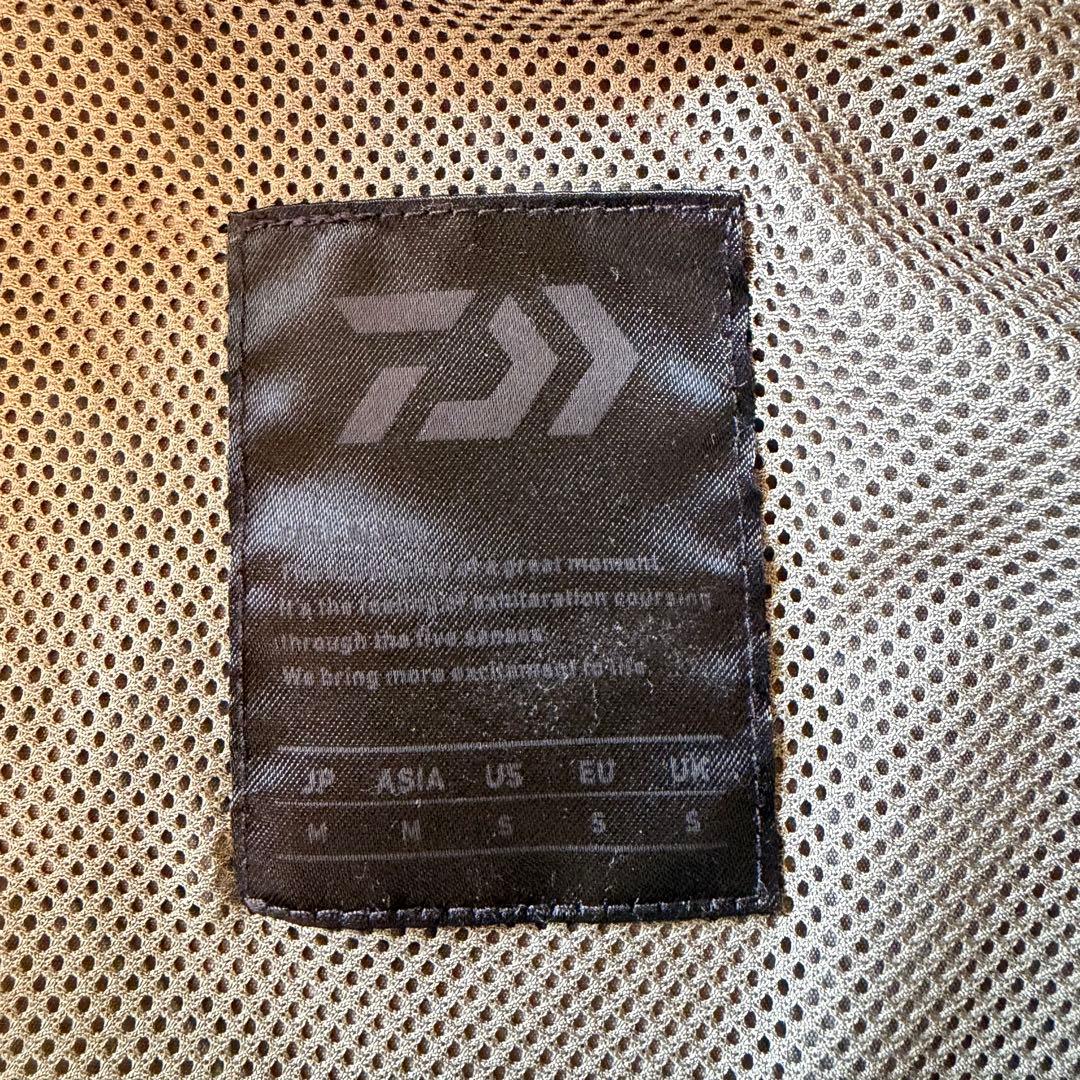 a great moment.
It's the feeling of exhilaration coursing
through the five senses.
We bring more excitement to life.
JP ASIA US EU UK
M M S S S